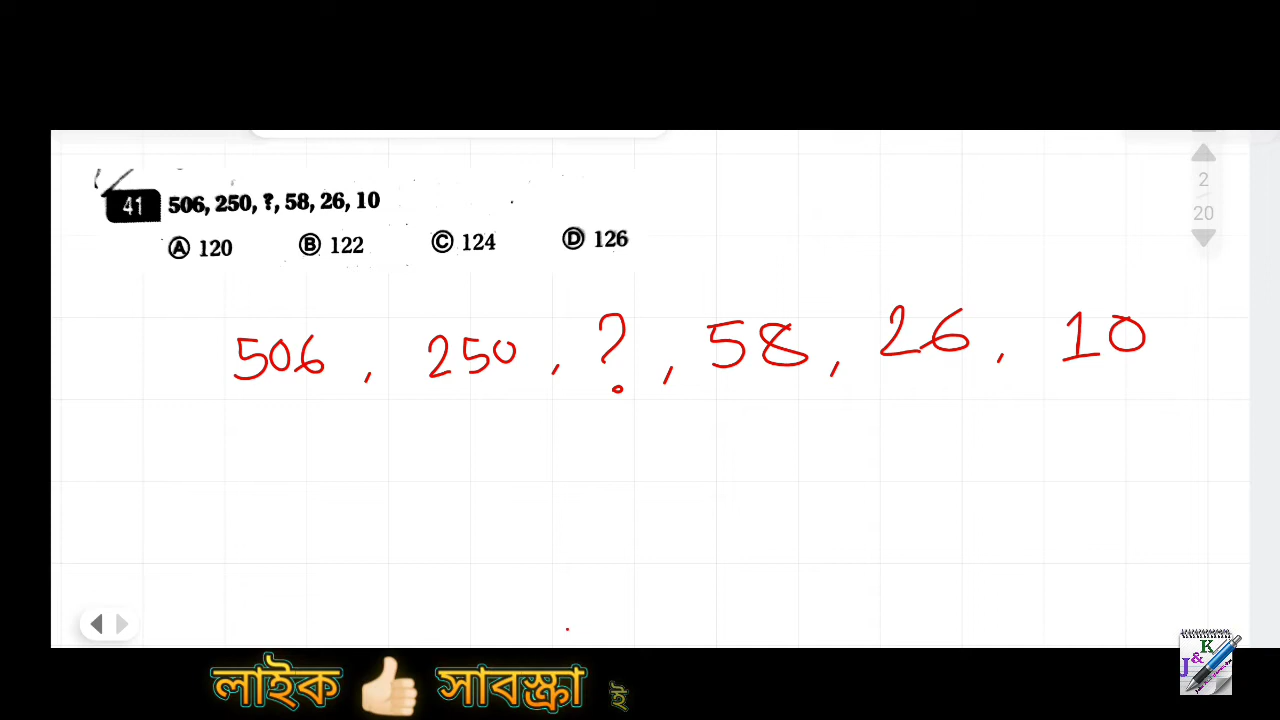 41 506, 250, ?, 58, 26, 10
Ⓐ 120 Ⓑ 122 Ⓒ 124 Ⓓ 126
2
20
506 , 250 , ? , 58 , 26 , 10
J&K
লাইক 👍 সাবস্ক্রা ই